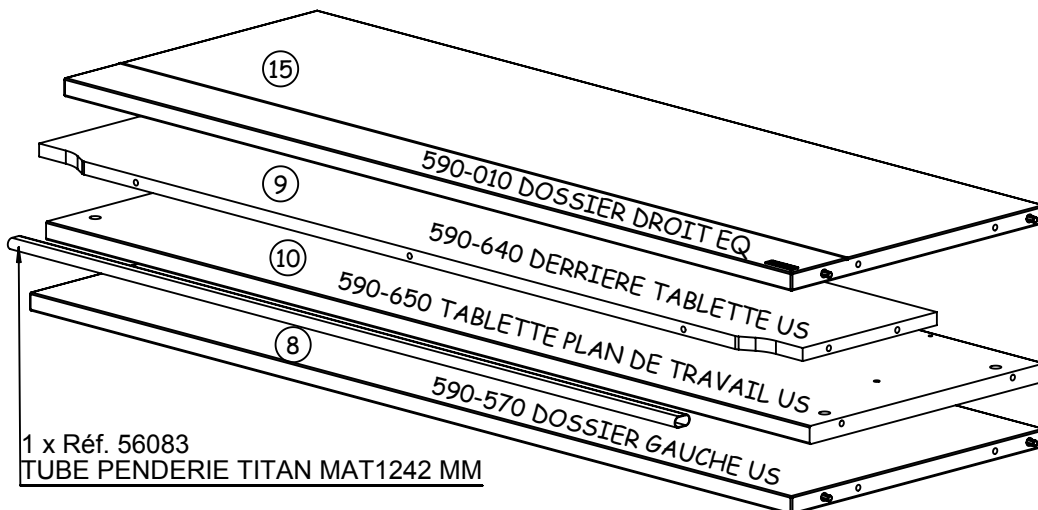 15
590-010 DOSSIER DROIT EQ
9
590-640 DERRIERE TABLETTE US
10
590-650 TABLETTE PLAN DE TRAVAIL US
8
590-570 DOSSIER GAUCHE US
1 x Réf. 56083
TUBE PENDERIE TITAN MAT1242 MM